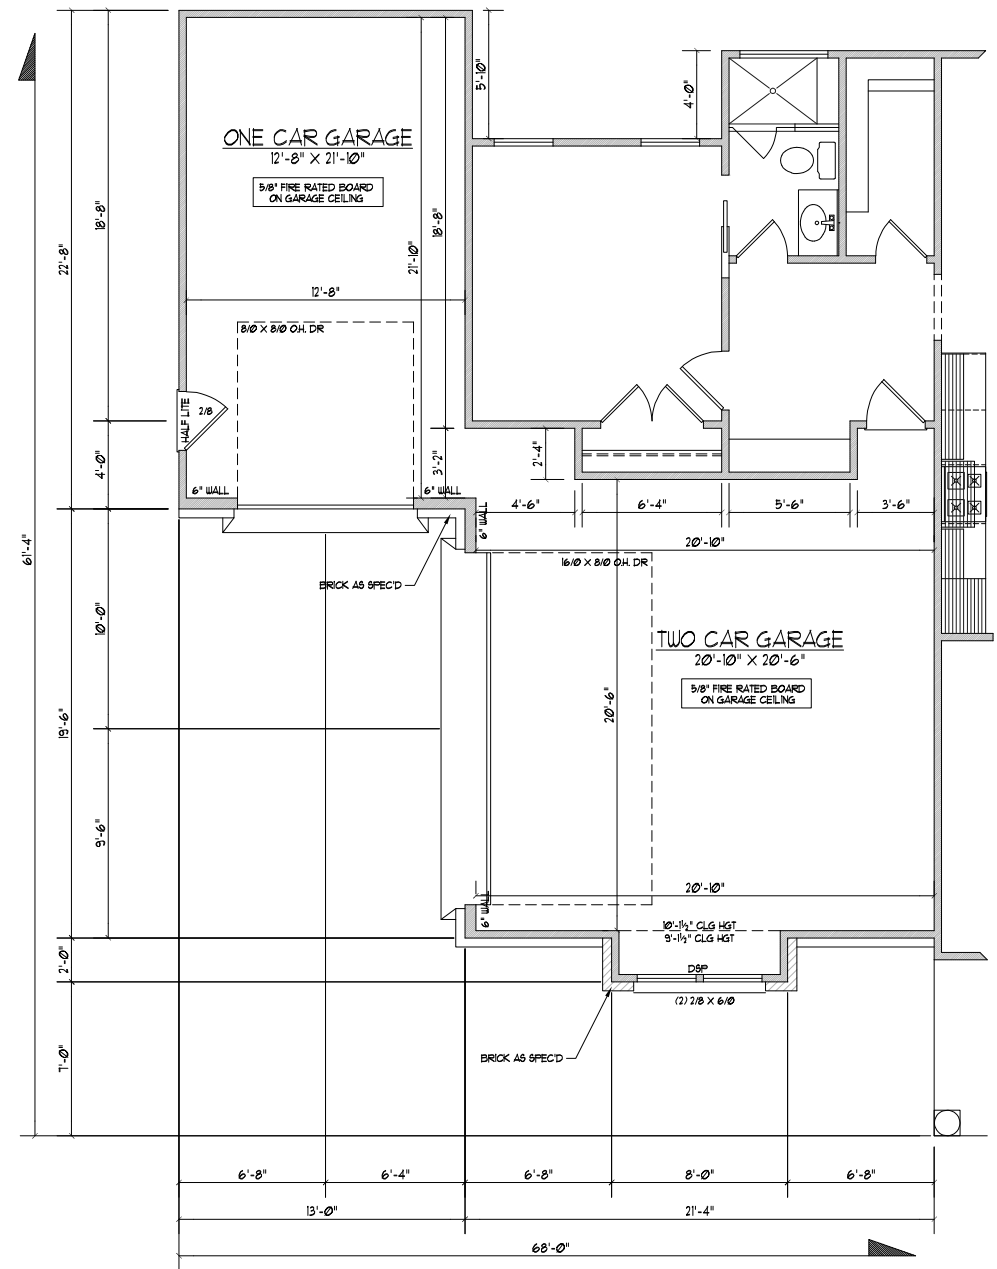 5'-10"
4'-0"
ONE CAR GARAGE
12'-8" X 21'-10"
5/8" FIRE RATED BOARD
ON GARAGE CEILING
18'-8"
18'-8"
22'-8"
21'-10"
12'-8"
8/0 X 8/0 O.H. DR
HALF LITE
2/8
4'-0"
3'-2"
2'-4"
6" WALL
6" WALL
6" WALL
4'-6"
6'-4"
5'-6"
3'-6"
20'-10"
61'-4"
16/0 X 8/0 O.H. DR
BRICK AS SPEC'D
10'-0"
TWO CAR GARAGE
20'-10" X 20'-6"
5/8" FIRE RATED BOARD
ON GARAGE CEILING
20'-6"
19'-6"
9'-6"
20'-10"
6" WALL
10'-1½" CLG HGT
9'-1½" CLG HGT
2'-0"
DSP
(2) 2/8 X 6/0
7'-0"
BRICK AS SPEC'D
6'-8"
6'-4"
6'-8"
8'-0"
6'-8"
13'-0"
21'-4"
68'-0"